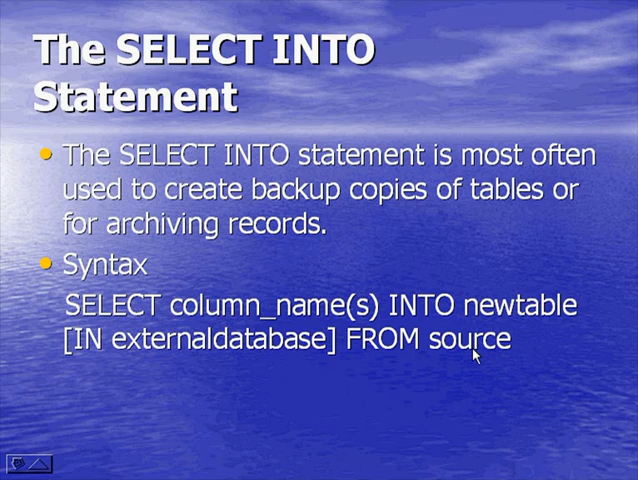 The SELECT INTO
Statement
• The SELECT INTO statement is most often
used to create backup copies of tables or
for archiving records.
• Syntax
SELECT column_name(s) INTO newtable
[IN externaldatabase] FROM source